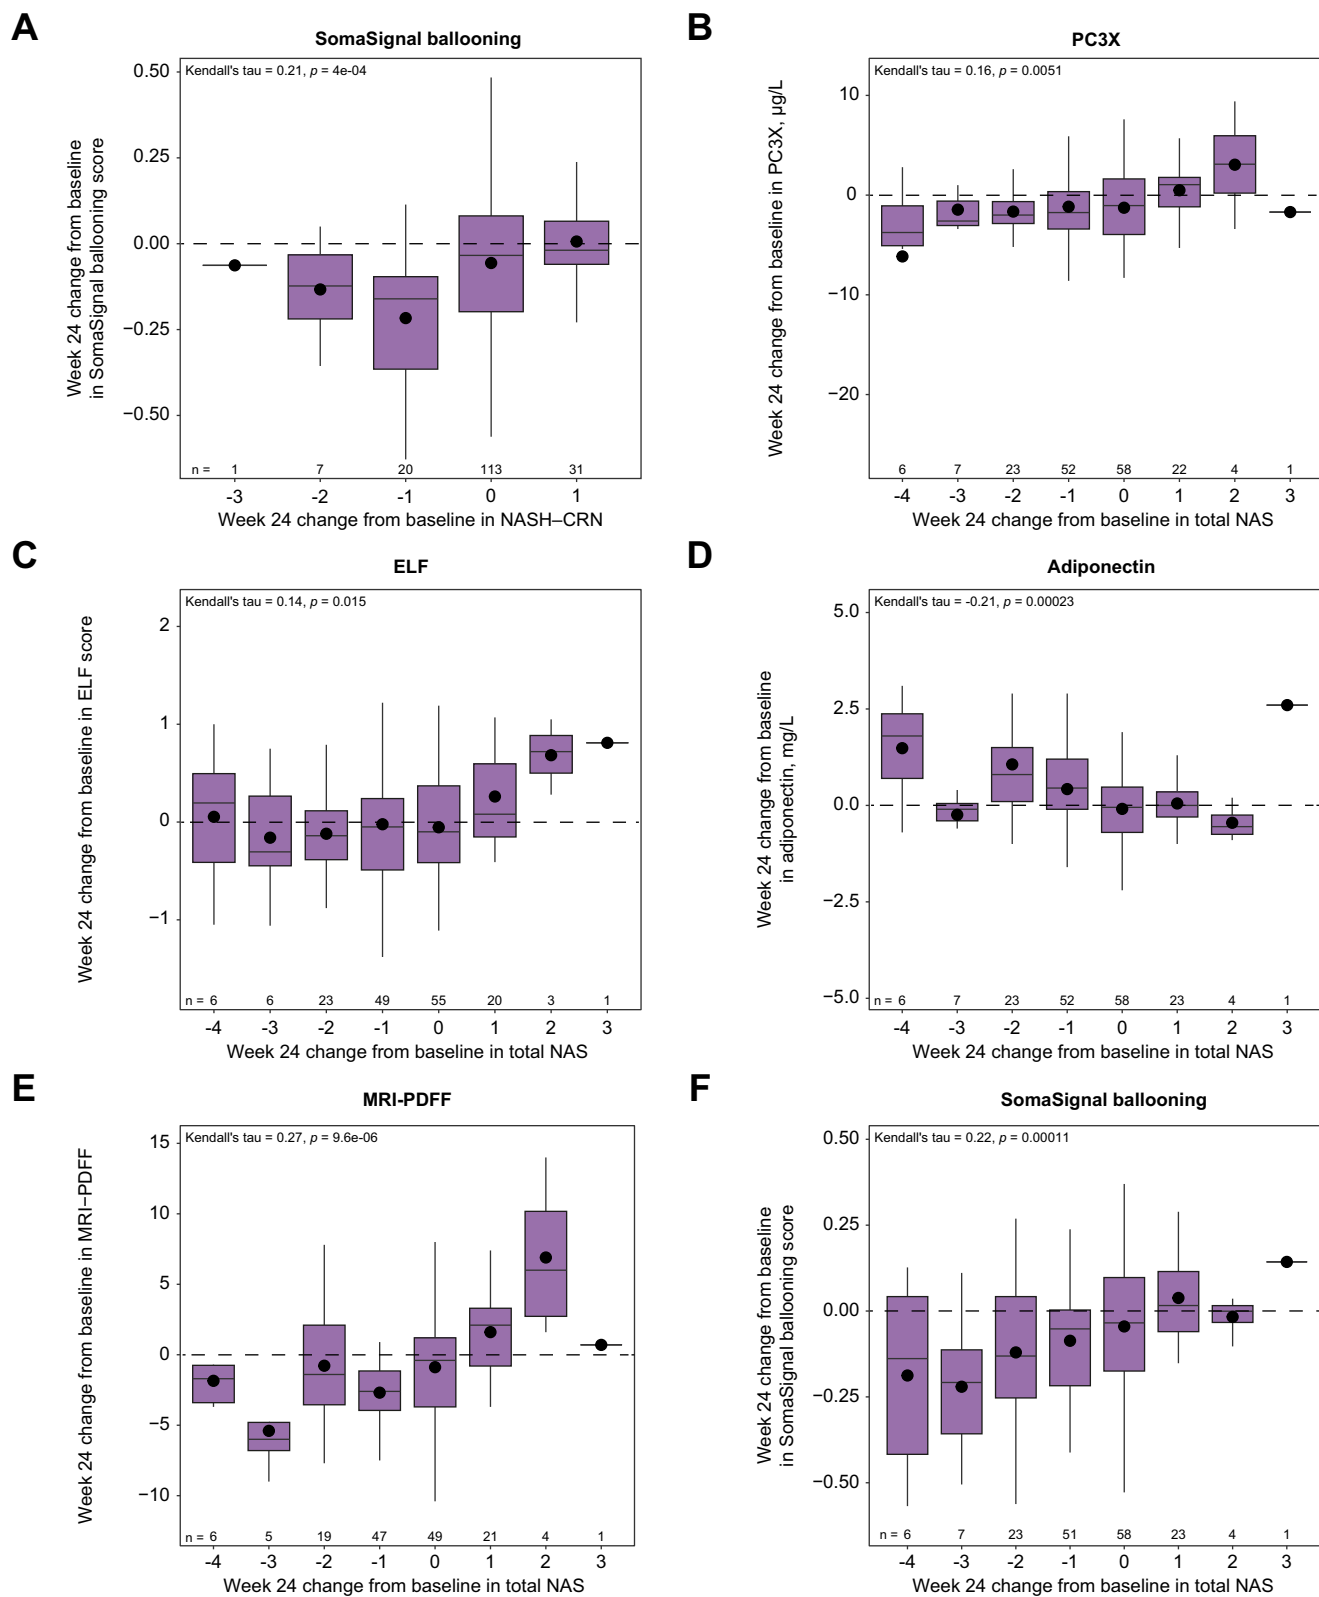 A
SomaSignal ballooning
Kendall's tau = 0.21, p = 4e-04
Week 24 change from baseline
in SomaSignal ballooning score
0.50
0.25
0.00
−0.25
−0.50
n = 1 7 20 113 31
-3 -2 -1 0 1
Week 24 change from baseline in NASH–CRN
B
PC3X
Kendall's tau = 0.16, p = 0.0051
Week 24 change from baseline in PC3X, µg/L
10
0
−10
−20
6 7 23 52 58 22 4 1
-4 -3 -2 -1 0 1 2 3
Week 24 change from baseline in total NAS
C
ELF
Kendall's tau = 0.14, p = 0.015
Week 24 change from baseline in ELF score
2
1
0
−1
n = 6 6 23 49 55 20 3 1
-4 -3 -2 -1 0 1 2 3
Week 24 change from baseline in total NAS
D
Adiponectin
Kendall's tau = -0.21, p = 0.00023
Week 24 change from baseline
in adiponectin, mg/L
5.0
2.5
0.0
−2.5
−5.0
n = 6 7 23 52 58 23 4 1
-4 -3 -2 -1 0 1 2 3
Week 24 change from baseline in total NAS
E
MRI-PDFF
Kendall's tau = 0.27, p = 9.6e-06
Week 24 change from baseline in MRI−PDFF
15
10
5
0
−5
−10
n = 6 5 19 47 49 21 4 1
-4 -3 -2 -1 0 1 2 3
Week 24 change from baseline in total NAS
F
SomaSignal ballooning
Kendall's tau = 0.22, p = 0.00011
Week 24 change from baseline
in SomaSignal ballooning score
0.50
0.25
0.00
−0.25
−0.50
n = 6 7 23 51 58 23 4 1
-4 -3 -2 -1 0 1 2 3
Week 24 change from baseline in total NAS